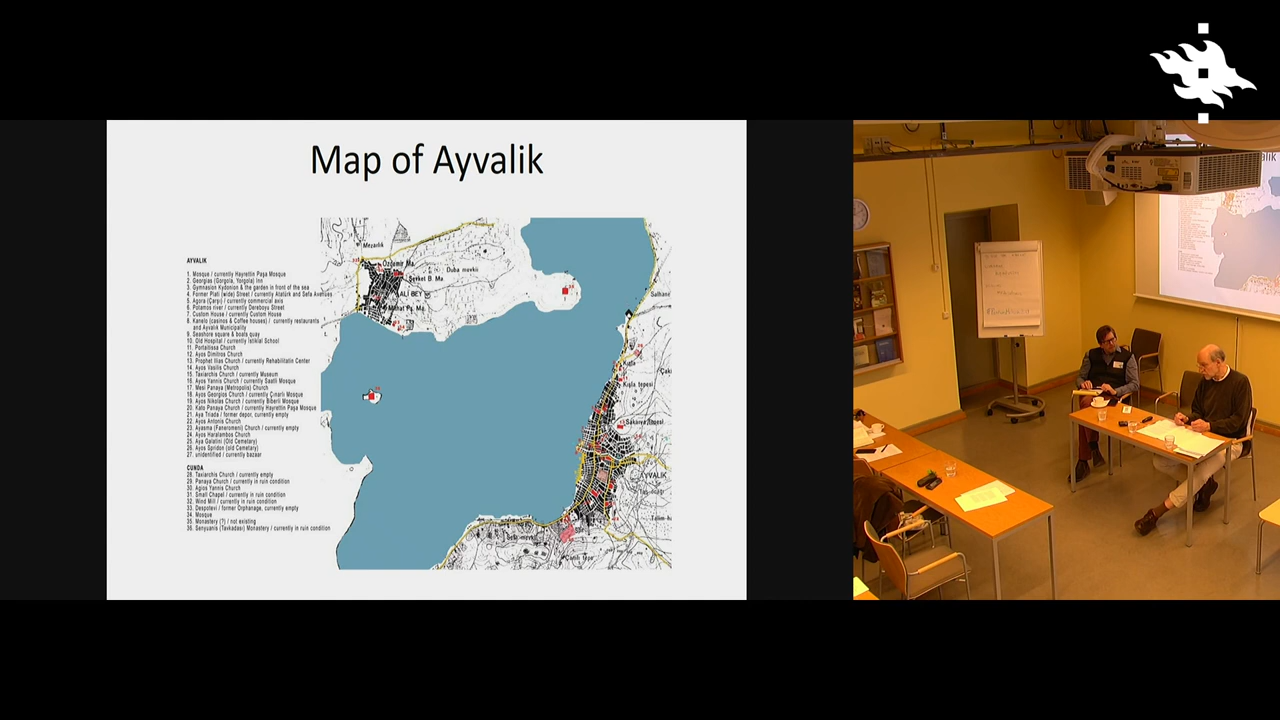 Map of Ayvalik
AYVALIK
1. Mosque / currently Hayrettin Paşa Mosque
2. Georgias (Gorgola, Yorgola) Inn
3. Gymnasion Kydonion & the garden in front of the sea
4. Former Plati (wide) Street / currently Atatürk and Sefa Avenues
5. Agora (Çarşı) / currently commercial axis
6. Potamos river / currently Dereboyu Street
7. Custom House / currently Custom House
8. Kanelo (casinos & Coffee houses) / currently restaurants
and Ayvalik Municipality
9. Seashore square & boats quay
10. Old Hospital / currently Istiklal School
11. Portaitissa Church
12. Ayos Dimitros Church
13. Prophet Ilias Church / currently Rehabilitatin Center
14. Ayos Vasilis Church
15. Taxiarchis Church / currently Museum
16. Ayos Yannis Church / currently Saatli Mosque
17. Mesi Panaya (Metropolis) Church
18. Ayos Georgios Church / currently Çınarlı Mosque
19. Ayos Nikolas Church / currently Biberli Mosque
20. Kato Panaya Church / currently Hayrettin Paşa Mosque
21. Aya Triada / former depor, currently empty
22. Ayos Antonis Church
23. Ayasma (Faneromeni) Church / currently empty
24. Ayos Haralambos Church
25. Aya Galatini (Old Cemetary)
26. Ayos Spridon (old Cemetary)
27. unidentified / currently bazaar
CUNDA
28. Taxiarchis Church / currently empty
29. Panaya Church / currently in ruin condition
30. Agios Yannis Church
31. Small Chapel / currently in ruin condition
32. Wind Mill / currently in ruin condition
33. Despotevi / former Orphanage, currently empty
34. Mosque
35. Monastery (?) / not existing
36. Genyuanis (Tavkadası) Monastery / currently in ruin condition
Mezarlık
Duba mevkii
Şevket B. Ma.
ALİ BEY
Salhane
Kışla tepesi